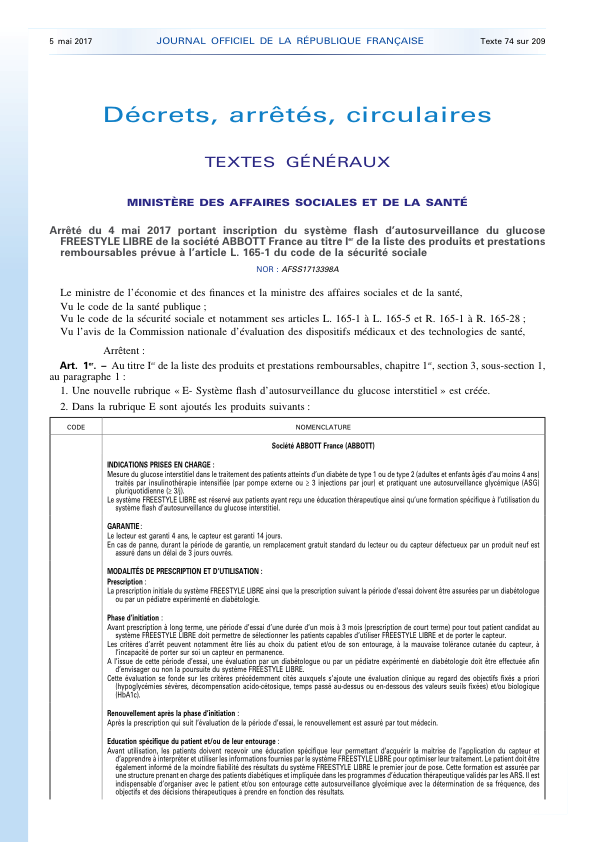 5 mai 2017
JOURNAL OFFICIEL DE LA RÉPUBLIQUE FRANÇAISE
Texte 74 sur 209
Décrets, arrêtés, circulaires
TEXTES GÉNÉRAUX
MINISTÈRE DES AFFAIRES SOCIALES ET DE LA SANTÉ
Arrêté du 4 mai 2017 portant inscription du système flash d’autosurveillance du glucose
FREESTYLE LIBRE de la société ABBOTT France au titre Ier de la liste des produits et prestations
remboursables prévue à l’article L. 165-1 du code de la sécurité sociale
NOR : AFSS1713398A
Le ministre de l’économie et des finances et la ministre des affaires sociales et de la santé,
Vu le code de la santé publique ;
Vu le code de la sécurité sociale et notamment ses articles L. 165-1 à L. 165-5 et R. 165-1 à R. 165-28 ;
Vu l’avis de la Commission nationale d’évaluation des dispositifs médicaux et des technologies de santé,
Arrêtent :
Art. 1er. – Au titre Ier de la liste des produits et prestations remboursables, chapitre 1er, section 3, sous-section 1,
au paragraphe 1 :
1. Une nouvelle rubrique « E- Système flash d’autosurveillance du glucose interstitiel » est créée.
2. Dans la rubrique E sont ajoutés les produits suivants :
CODE
NOMENCLATURE
Société ABBOTT France (ABBOTT)
INDICATIONS PRISES EN CHARGE :
Mesure du glucose interstitiel dans le traitement des patients atteints d’un diabète de type 1 ou de type 2 (adultes et enfants âgés d’au moins 4 ans)
traités par insulinothérapie intensifiée (par pompe externe ou ≥ 3 injections par jour) et pratiquant une autosurveillance glycémique (ASG)
pluriquotidienne (≥ 3/j).
Le système FREESTYLE LIBRE est réservé aux patients ayant reçu une éducation thérapeutique ainsi qu’une formation spécifique à l’utilisation du
système flash d’autosurveillance du glucose interstitiel.
GARANTIE :
Le lecteur est garanti 4 ans, le capteur est garanti 14 jours.
En cas de panne, durant la période de garantie, un remplacement gratuit standard du lecteur ou du capteur défectueux par un produit neuf est
assuré dans un délai de 3 jours ouvrés.
MODALITÉS DE PRESCRIPTION ET D’UTILISATION :
Prescription :
La prescription initiale du système FREESTYLE LIBRE ainsi que la prescription suivant la période d’essai doivent être assurées par un diabétologue
ou par un pédiatre expérimenté en diabétologie.
Phase d’initiation :
Avant prescription à long terme, une période d’essai d’une durée d’un mois à 3 mois (prescription de court terme) pour tout patient candidat au
système FREESTYLE LIBRE doit permettre de sélectionner les patients capables d’utiliser FREESTYLE LIBRE et de porter le capteur.
Les critères d’arrêt peuvent notamment être liés au choix du patient et/ou de son entourage, à la mauvaise tolérance cutanée du capteur, à
l’incapacité de porter sur soi un capteur en permanence.
A l’issue de cette période d’essai, une évaluation par un diabétologue ou par un pédiatre expérimenté en diabétologie doit être effectuée afin
d’envisager ou non la poursuite du système FREESTYLE LIBRE.
Cette évaluation se fonde sur les critères précédemment cités auxquels s’ajoute une évaluation clinique au regard des objectifs fixés a priori
(hypoglycémies sévères, décompensation acido-cétosique, temps passé au-dessus ou en-dessous des valeurs seuils fixées) et/ou biologique
(HbA1c).
Renouvellement après la phase d’initiation :
Après la prescription qui suit l’évaluation de la période d’essai, le renouvellement est assuré par tout médecin.
Education spécifique du patient et/ou de leur entourage :
Avant utilisation, les patients doivent recevoir une éducation spécifique leur permettant d’acquérir la maitrise de l’application du capteur et
d’apprendre à interpréter et utiliser les informations fournies par le système FREESTYLE LIBRE pour optimiser leur traitement. Le patient doit être
également informé de la moindre fiabilité des résultats du système FREESTYLE LIBRE le premier jour de pose. Cette formation est assurée par
une structure prenant en charge des patients diabétiques et impliquée dans les programmes d’éducation thérapeutique validés par les ARS. Il est
indispensable d’organiser avec le patient et/ou son entourage cette autosurveillance glycémique avec la détermination de sa fréquence, des
objectifs et des décisions thérapeutiques à prendre en fonction des résultats.